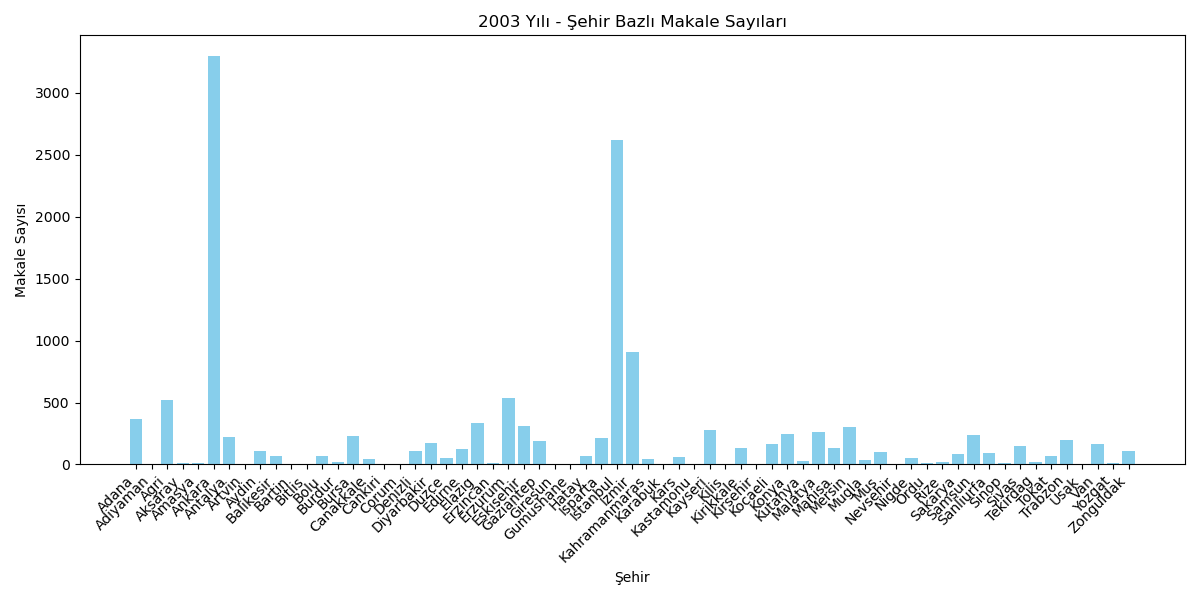 2003 Yılı - Şehir Bazlı Makale Sayıları
Makale Sayısı
3000
2500
2000
1500
1000
500
0
Adana
Adiyaman
Agri
Aksaray
Amasya
Ankara
Antalya
Artvin
Aydin
Balikesir
Bartin
Bitlis
Bolu
Burdur
Bursa
Canakkale
Cankiri
Corum
Denizli
Diyarbakir
Duzce
Edirne
Elazig
Erzincan
Erzurum
Eskisehir
Gaziantep
Giresun
Gumushane
Hatay
Isparta
Istanbul
Izmir
Kahramanmaras
Karabuk
Kars
Kastamonu
Kayseri
Kilis
Kirikkale
Kirsehir
Kocaeli
Konya
Kutahya
Malatya
Manisa
Mersin
Mugla
Mus
Nevsehir
Nigde
Ordu
Rize
Sakarya
Samsun
Sanliurfa
Sinop
Sivas
Tekirdag
Tokat
Trabzon
Usak
Van
Yozgat
Zonguldak
Şehir